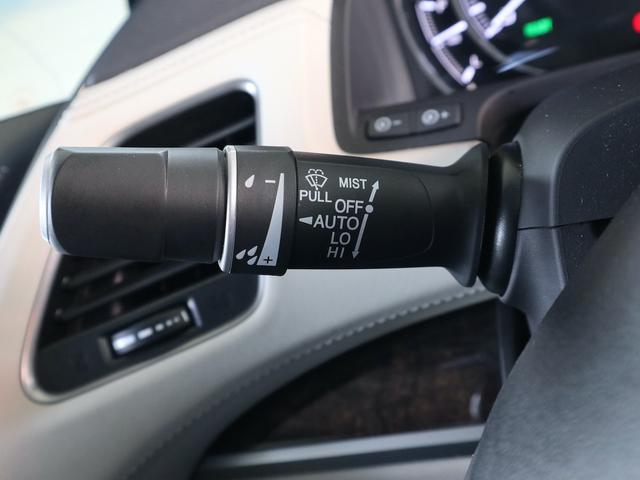 MIST
PULL OFF
AUTO
LO
HI
− +
−
+